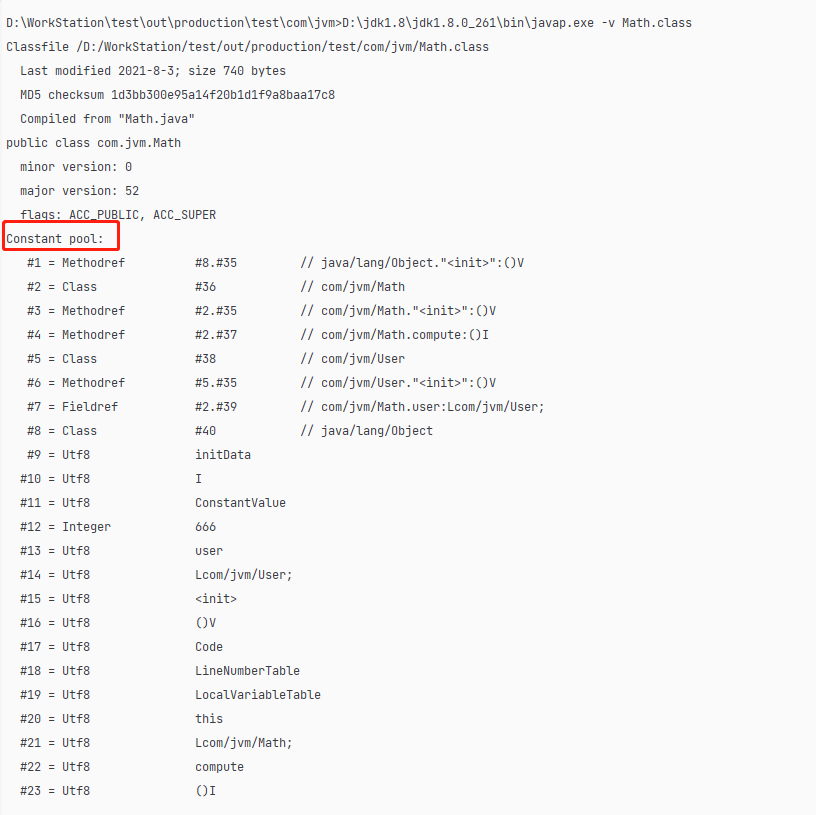 D:\WorkStation\test\out\production\test\com\jvm>D:\jdk1.8\jdk1.8.0_261\bin\javap.exe -v Math.class
Classfile /D:/WorkStation/test/out/production/test/com/jvm/Math.class
  Last modified 2021-8-3; size 740 bytes
  MD5 checksum 1d3bb300e95a14f20b1d1f9a8baa17c8
  Compiled from "Math.java"
public class com.jvm.Math
  minor version: 0
  major version: 52
  flags: ACC_PUBLIC, ACC_SUPER
Constant pool:
   #1 = Methodref          #8.#35         // java/lang/Object."<init>":()V
   #2 = Class              #36            // com/jvm/Math
   #3 = Methodref          #2.#35         // com/jvm/Math."<init>":()V
   #4 = Methodref          #2.#37         // com/jvm/Math.compute:()I
   #5 = Class              #38            // com/jvm/User
   #6 = Methodref          #5.#35         // com/jvm/User."<init>":()V
   #7 = Fieldref           #2.#39         // com/jvm/Math.user:Lcom/jvm/User;
   #8 = Class              #40            // java/lang/Object
   #9 = Utf8               initData
  #10 = Utf8               I
  #11 = Utf8               ConstantValue
  #12 = Integer            666
  #13 = Utf8               user
  #14 = Utf8               Lcom/jvm/User;
  #15 = Utf8               <init>
  #16 = Utf8               ()V
  #17 = Utf8               Code
  #18 = Utf8               LineNumberTable
  #19 = Utf8               LocalVariableTable
  #20 = Utf8               this
  #21 = Utf8               Lcom/jvm/Math;
  #22 = Utf8               compute
  #23 = Utf8               ()I